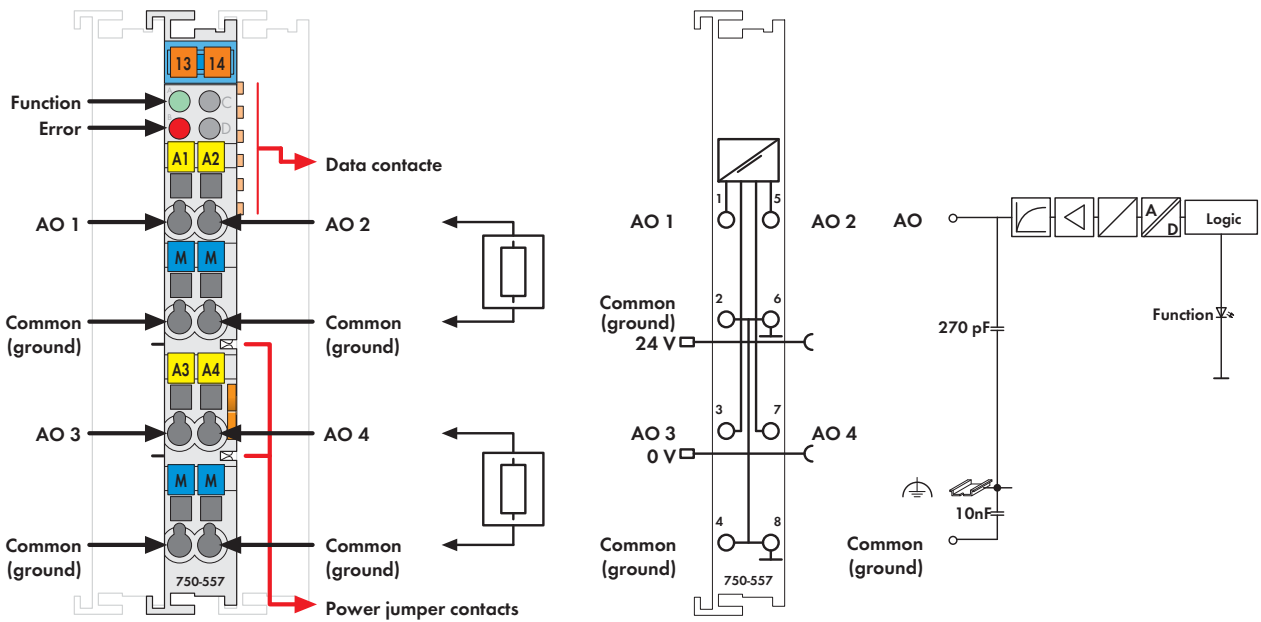 13 14
A C
Function
B D
Error
Data contacte
A1 A2
AO 1
AO 2
M M
Common
(ground)
Common
(ground)
A3 A4
AO 3
AO 4
M M
Common
(ground)
Common
(ground)
750-557
Power jumper contacts
1 5
AO 1
AO 2
2 6
Common
(ground)
24 V
3 7
AO 3
AO 4
0 V
4 8
Common
(ground)
750-557
AO
A
D
Logic
270 pF
Function
10nF
Common
(ground)